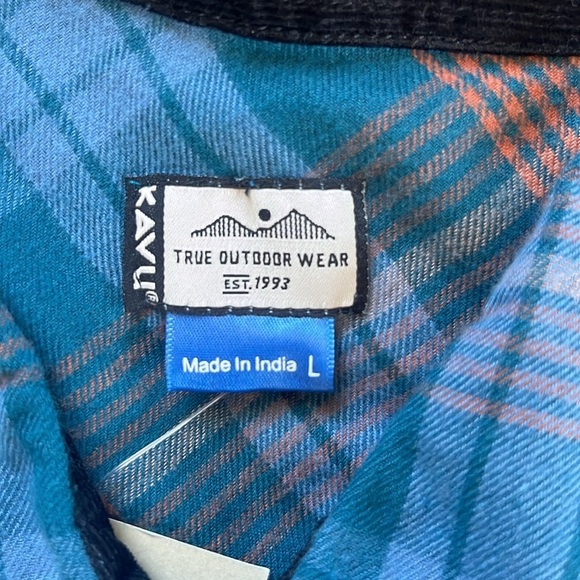 KAVU®
TRUE OUTDOOR WEAR
EST. 1993
Made In India L